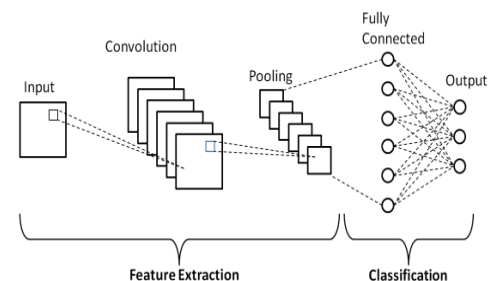 Fully
Connected
Convolution
Pooling
Input
Output
Feature Extraction
Classification